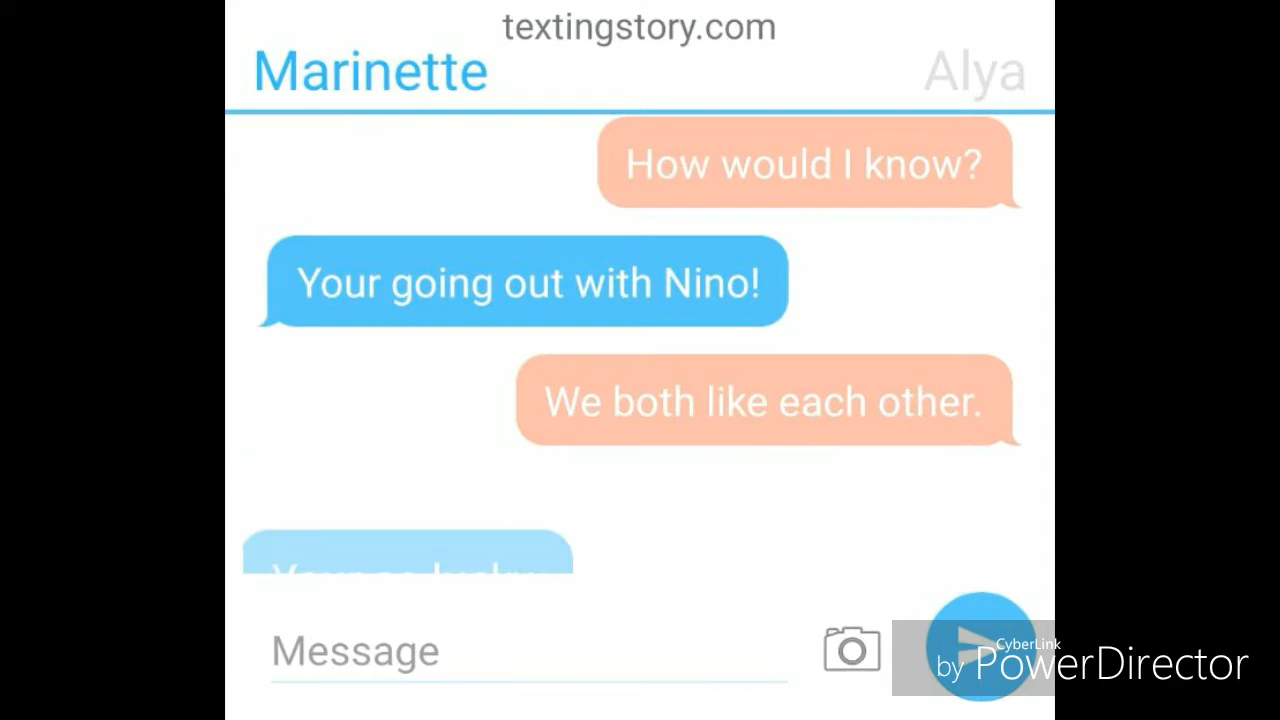 textingstory.com
Marinette
Alya
How would I know?
Your going out with Nino!
We both like each other.
Message
CyberLink
by PowerDirector